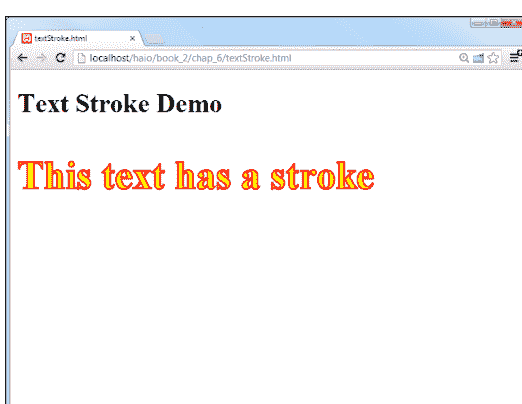 textStroke.html
localhost/haio/book_2/chap_6/textStroke.html
Text Stroke Demo
This text has a stroke